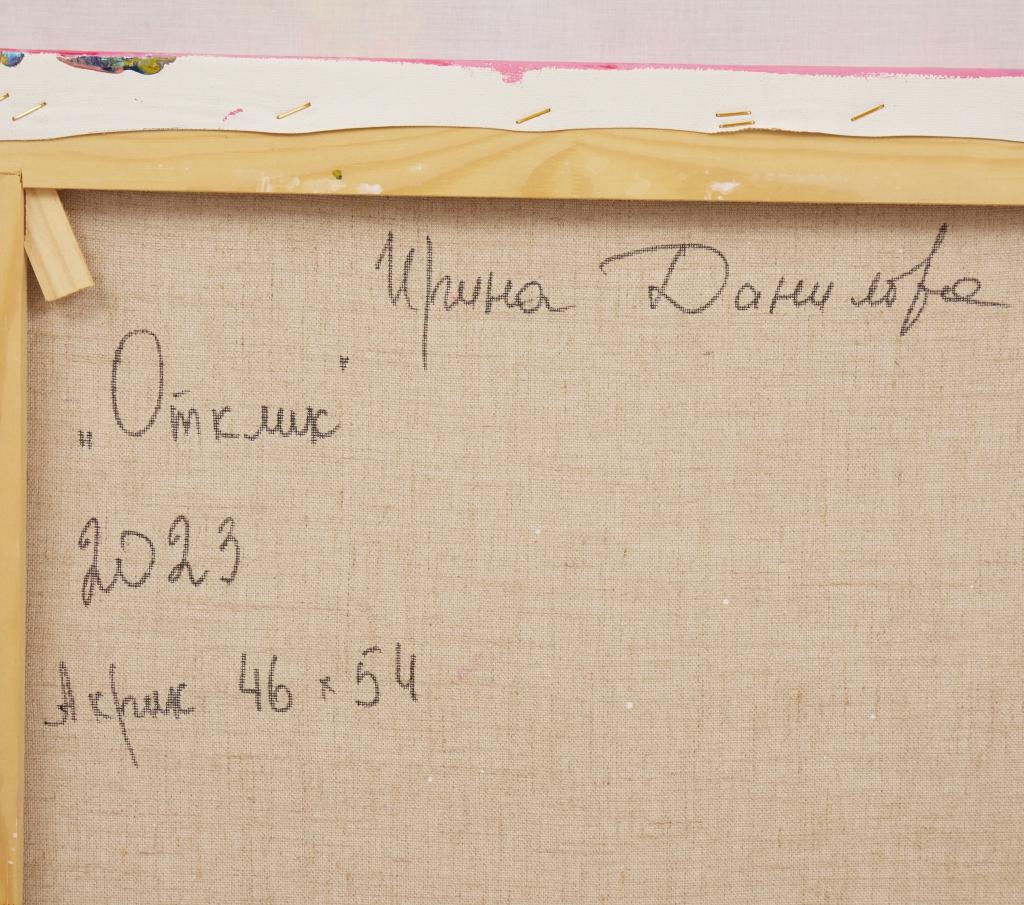 Ирина Данилова
„Отклик"
2023
Акрил 46 × 54